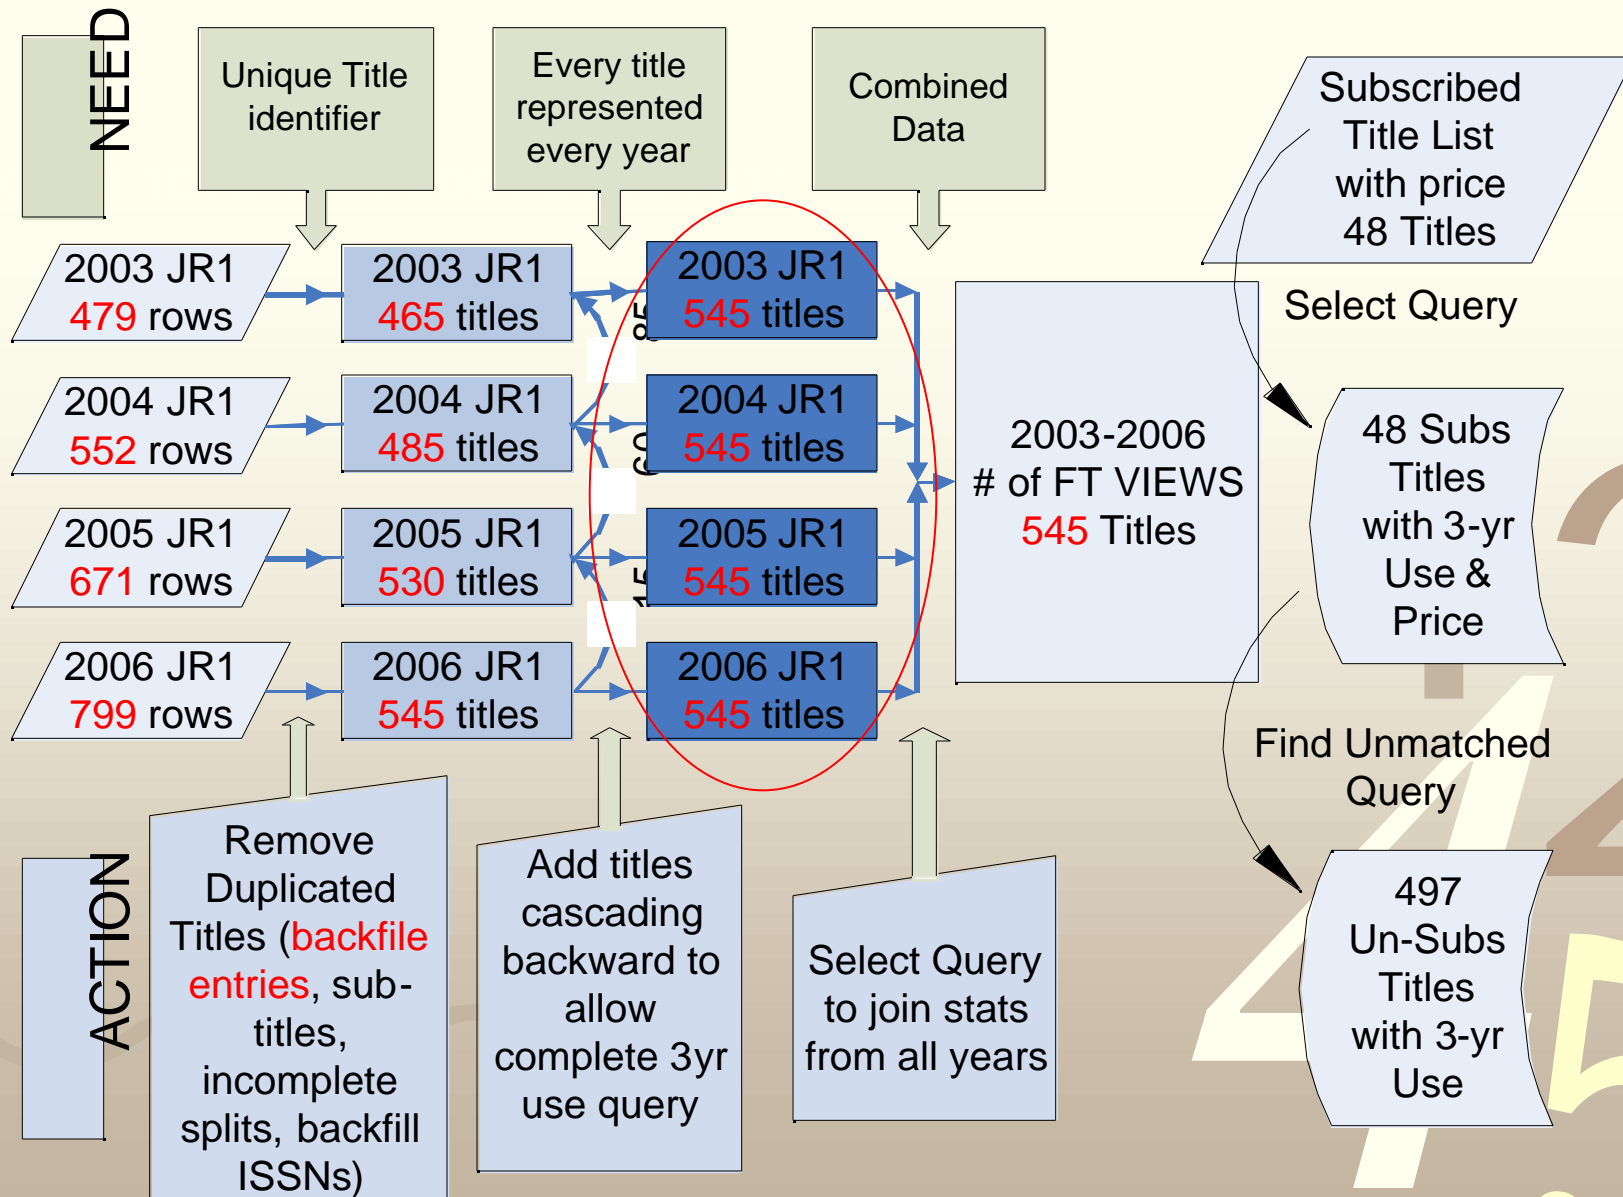 NEED
Unique Title
identifier
Every title
represented
every year
Combined
Data
Subscribed
Title List
with price
48 Titles
2003 JR1
479 rows
2003 JR1
465 titles
2003 JR1
545 titles
2004 JR1
552 rows
2004 JR1
485 titles
2004 JR1
545 titles
2005 JR1
671 rows
2005 JR1
530 titles
2005 JR1
545 titles
2006 JR1
799 rows
2006 JR1
545 titles
2006 JR1
545 titles
2003-2006
# of FT VIEWS
545 Titles
Select Query
48 Subs
Titles
with 3-yr
Use &
Price
Find Unmatched
Query
497
Un-Subs
Titles
with 3-yr
Use
ACTION
Remove
Duplicated
Titles (backfile
entries, sub-
titles,
incomplete
splits, backfill
ISSNs)
Add titles
cascading
backward to
allow
complete 3yr
use query
Select Query
to join stats
from all years